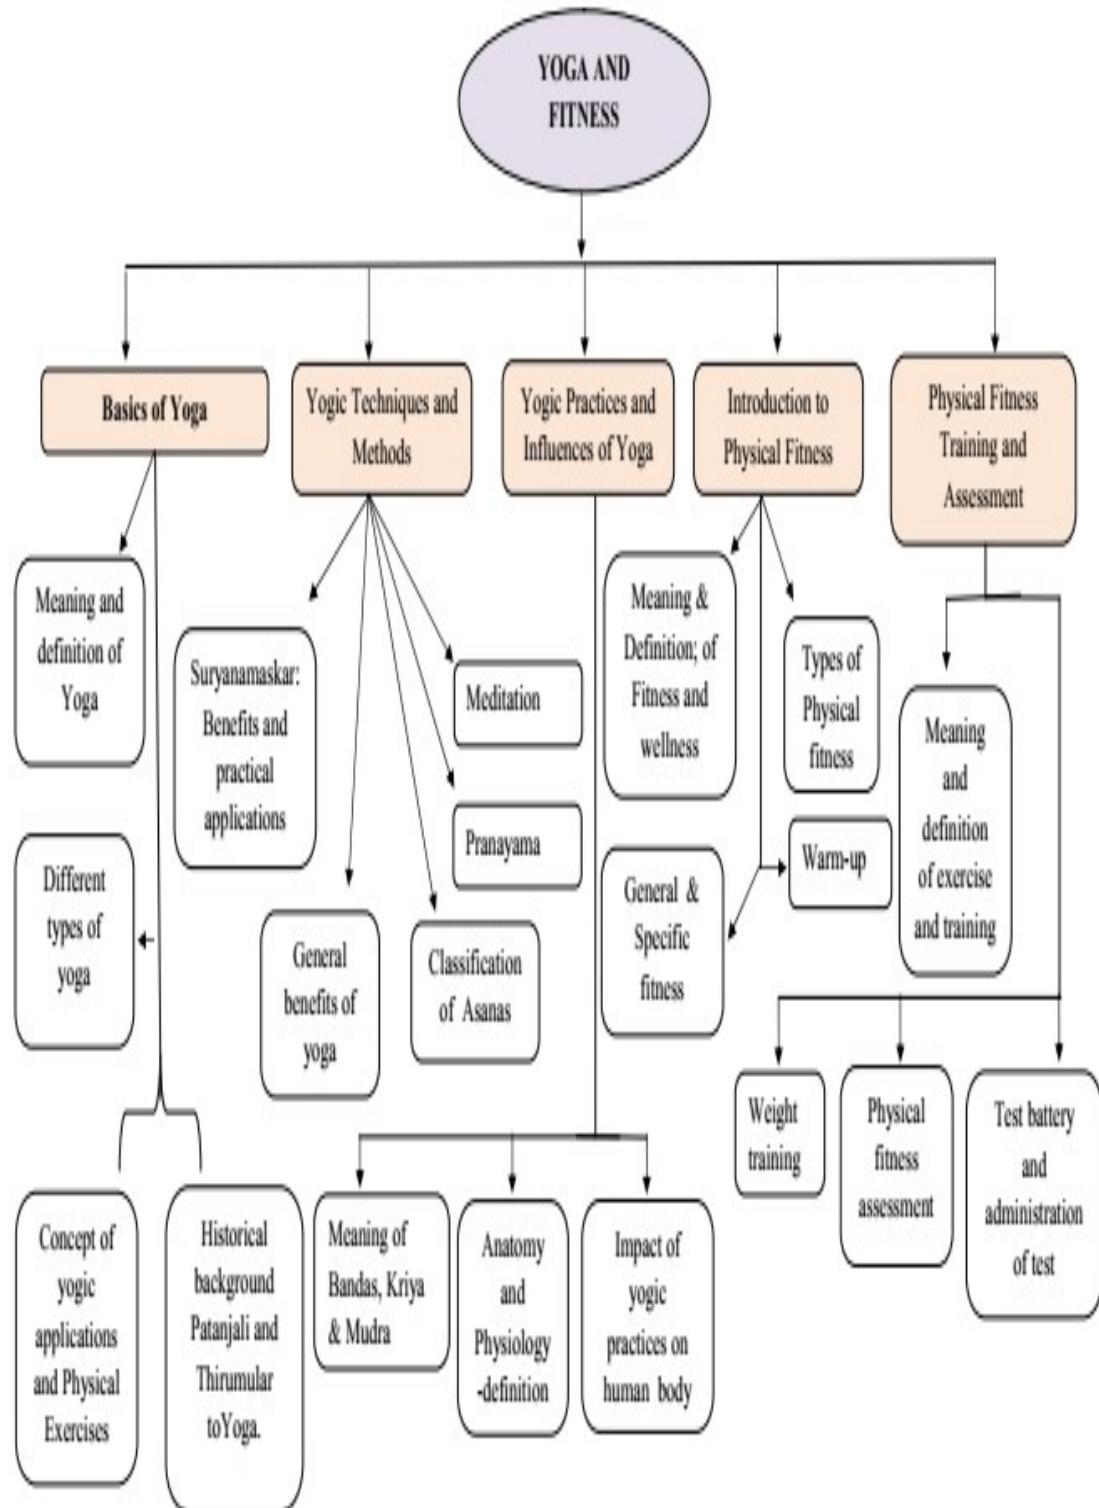 YOGA AND
FITNESS
Basics of Yoga
Yogic Techniques and
Methods
Yogic Practices and
Influences of Yoga
Introduction to
Physical Fitness
Physical Fitness
Training and
Assessment
Meaning and
definition of
Yoga
Suryanamaskar:
Benefits and
practical
applications
Meditation
Pranayama
Meaning &
Definition; of
Fitness and
wellness
Types of
Physical
fitness
Meaning
and
definition
of exercise
and training
Different
types of
yoga
General
benefits of
yoga
Classification
of Asanas
General &
Specific
fitness
Warm-up
Weight
training
Physical
fitness
assessment
Test battery
and
administration
of test
Concept of
yogic
applications
and Physical
Exercises
Historical
background
Patanjali and
Thirumular
toYoga.
Meaning of
Bandas, Kriya
& Mudra
Anatomy
and
Physiology
-definition
Impact of
yogic
practices on
human body